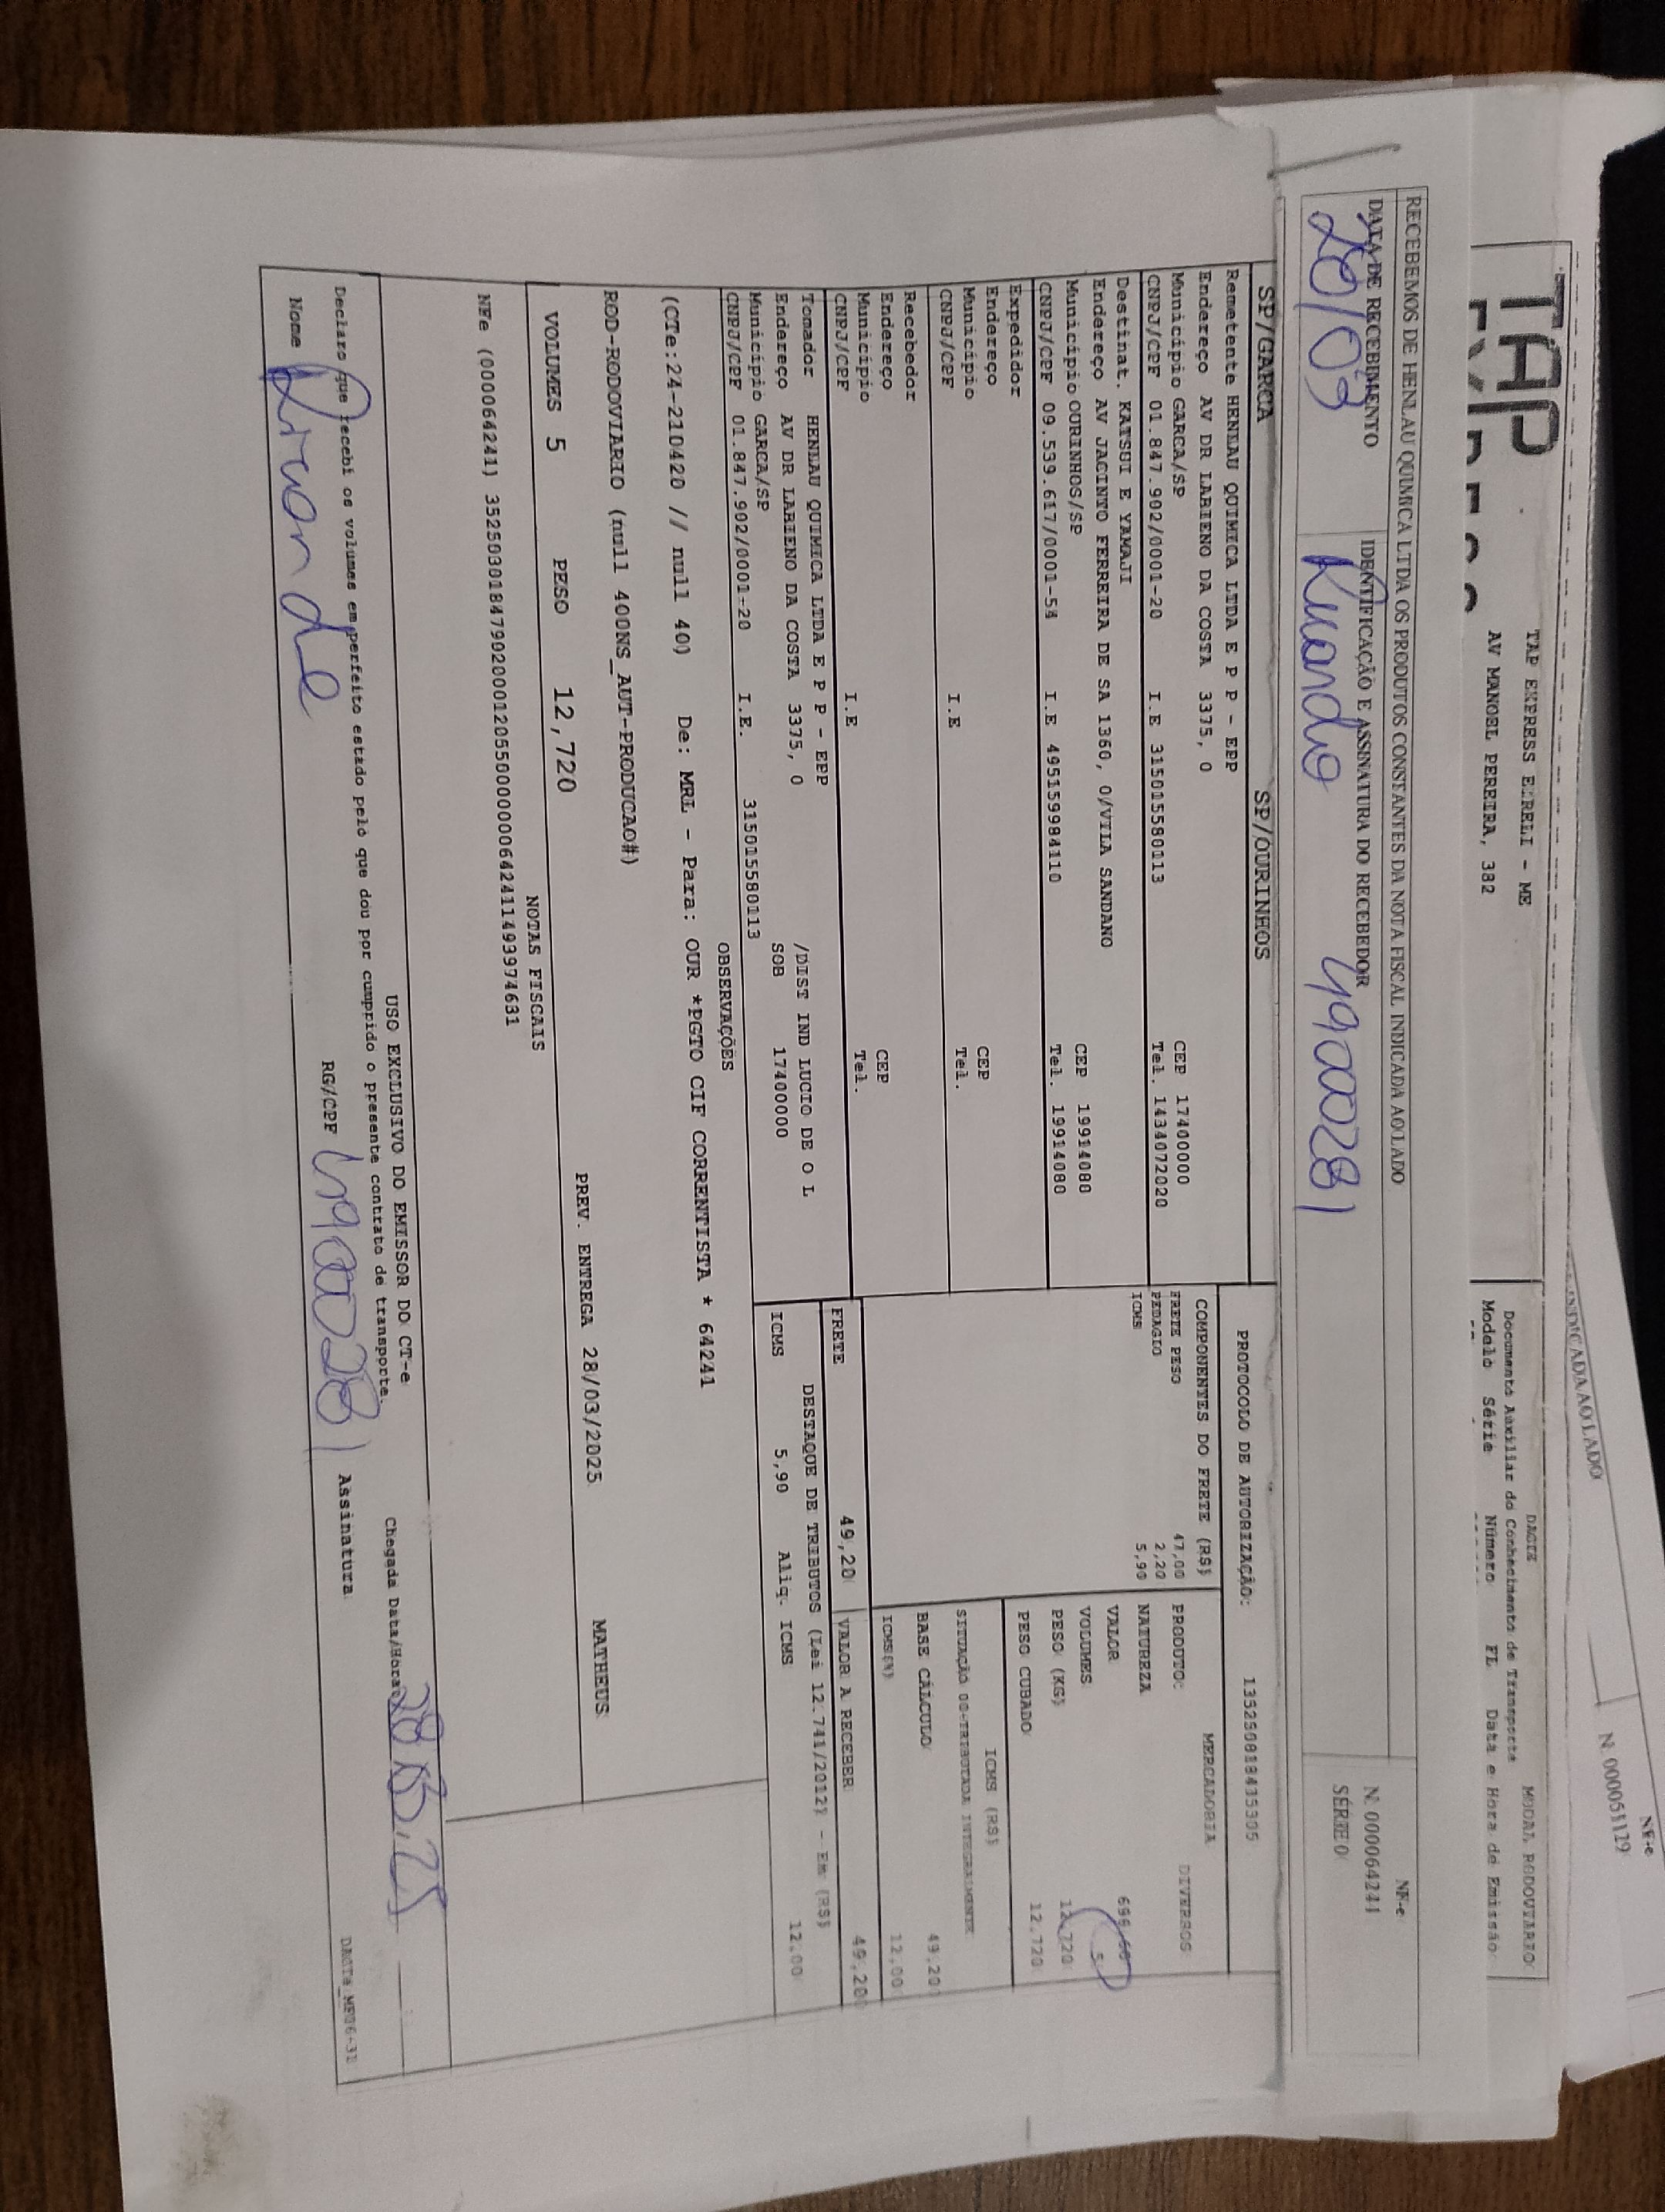 NF-e
N. 000051129
INDICADA AO LADO
TAP
TAP EXPRESS EIRELI - ME
AV MANOEL PEREIRA, 382
DACTE
MODAL RODOVIARIO
Documento Auxiliar do Conhecimento de Transporte
Modelo Série Número FL Data e Hora de Emissão
RECEBEMOS DE HENLAU QUIMICA LTDA OS PRODUTOS CONSTANTES DA NOTA FISCAL INDICADA AO LADO
NF-e
N. 000064241
SÉRIE 0
DATA DE RECEBIMENTO
IDENTIFICAÇÃO E ASSINATURA DO RECEBEDOR
SP/GARCA SP/OURINHOS
PROTOCOLO DE AUTORIZAÇÃO:
Remetente HENLAU QUIMICA LTDA E P P - EPP
Endereço AV DR LABIENO DA COSTA 3375, 0
Município GARCA/SP CEP 17400000
CNPJ/CPF 01.847.902/0001-20 I.E 315015580113 Tel. 1434072020
Destinat. KATSUI E YAMAJI
Endereço AV JACINTO FERREIRA DE SA 1360, 0/VILA SANDANO
Município OURINHOS/SP CEP 19914080
CNPJ/CPF 09.539.617/0001-54 I.E 495159984110 Tel. 19914080
Expedidor
Endereço
Município CEP
CNPJ/CPF I.E Tel.
Recebedor
Endereço
Município CEP
CNPJ/CPF I.E Tel.
Tomador HENLAU QUIMICA LTDA E P P - EPP /DIST IND LUCIO DE O L
Endereço AV DR LABIENO DA COSTA 3375, 0 SOB 17400000
Município GARCA/SP
CNPJ/CPF 01.847.902/0001-20 I.E. 315015580113
COMPONENTES DO FRETE (R$)
FRETE PESO 47,00
PEDAGIO 2,20
ICMS 5,90
MERCADORIA
PRODUTO: DIVERSOS
NATUREZA
VALOR
VOLUMES 5
PESO (KG) 12,720
PESO CUBADO 12,720
ICMS (R$)
SITUAÇÃO 00-TRIBUTADA INTEGRALMENTE
BASE CÁLCULO 49,20
ICMS(%) 12,00
FRETE 49,20 VALOR A RECEBER 49,20
DESTAQUE DE TRIBUTOS (Lei 12.741/2012) - Em (R$)
ICMS 5,90 Aliq. ICMS 12,00
OBSERVAÇÕES
(CTe:24-210420 // null 40) De: MRL - Para: OUR *PGTO CIF CORRENTISTA * 64241
ROD-RODOVIARIO (null 400NS_AUT-PRODUCAO#)
VOLUMES 5 PESO 12,720 PREV. ENTREGA 28/03/2025 MATHEUS
NOTAS FISCAIS
NFe (000064241) 35250301847902000120550000000642411499974631
USO EXCLUSIVO DO EMISSOR DO CT-e
Declaro que recebi os volumes em perfeito estado pelo que dou por cumprido o presente contrato de transporte.
Chegada Data/Hora
Nome RG/CPF Assinatura